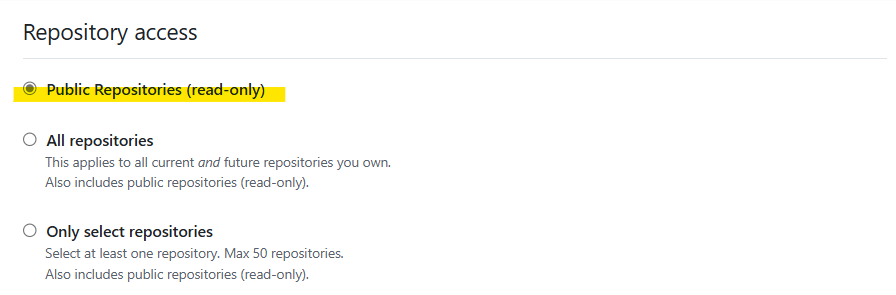 Repository access
Public Repositories (read-only)
All repositories
This applies to all current and future repositories you own.
Also includes public repositories (read-only).
Only select repositories
Select at least one repository. Max 50 repositories.
Also includes public repositories (read-only).